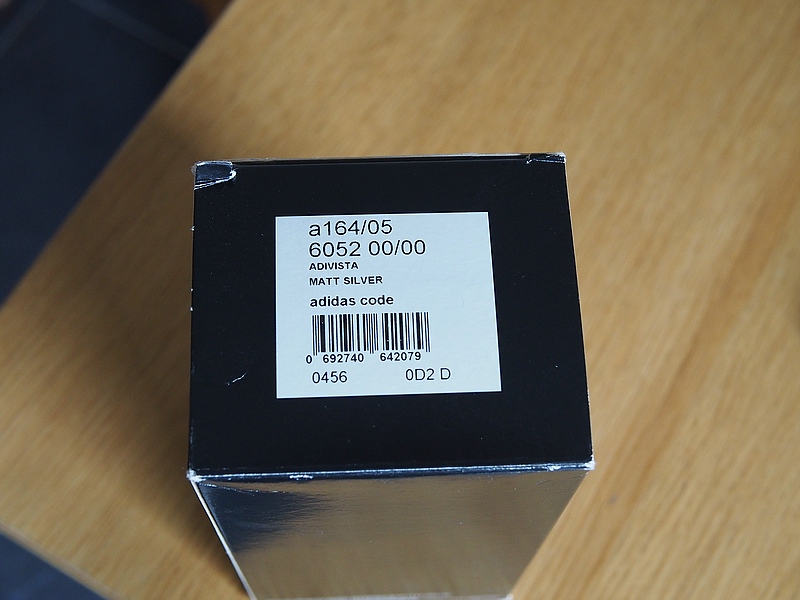 a164/05
6052 00/00
ADIVISTA
MATT SILVER
adidas code
0 692740 642079
0456 0D2 D